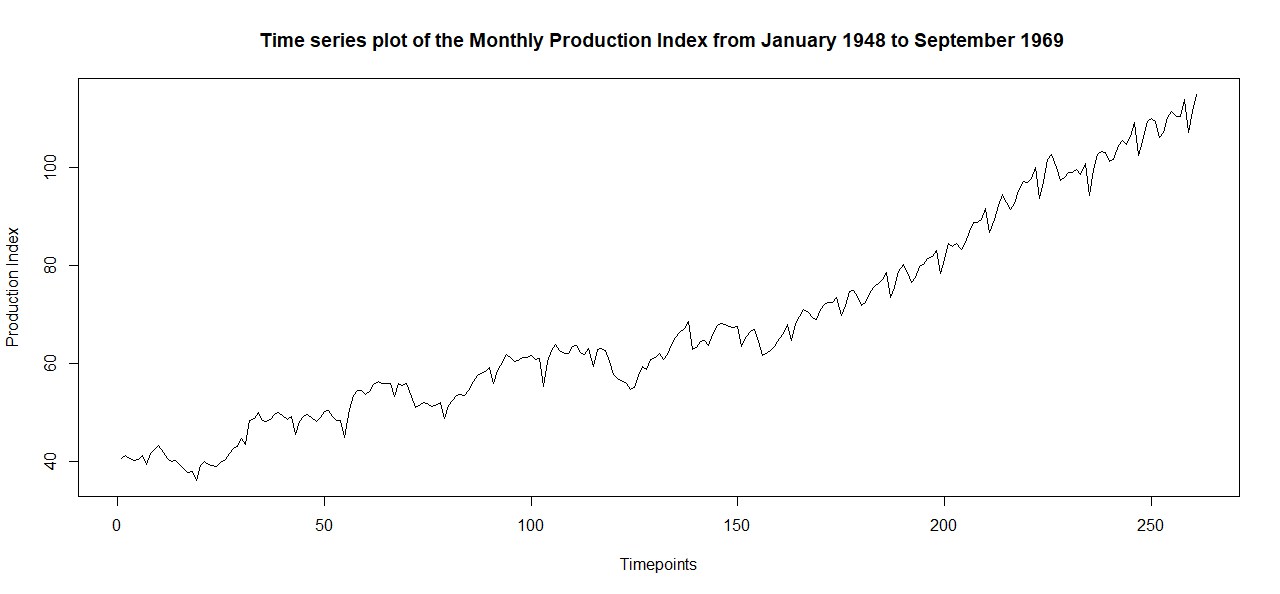 Time series plot of the Monthly Production Index from January 1948 to September 1969
Production Index
100
80
60
40
0 50 100 150 200 250
Timepoints